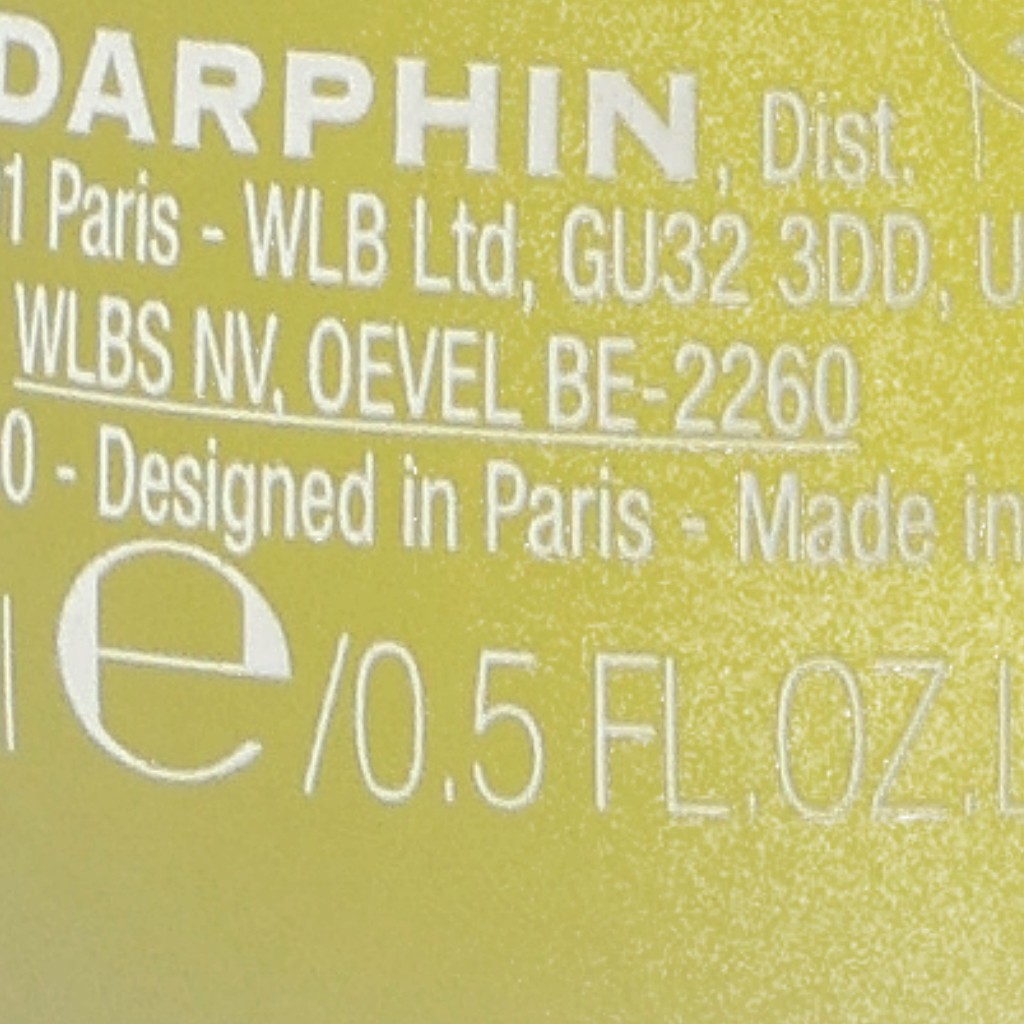 DARPHIN, Dist.
1 Paris - WLB Ltd, GU32 3DD, U
WLBS NV, OEVEL BE-2260
0 - Designed in Paris - Made in
l e /0.5 FL.OZ.L